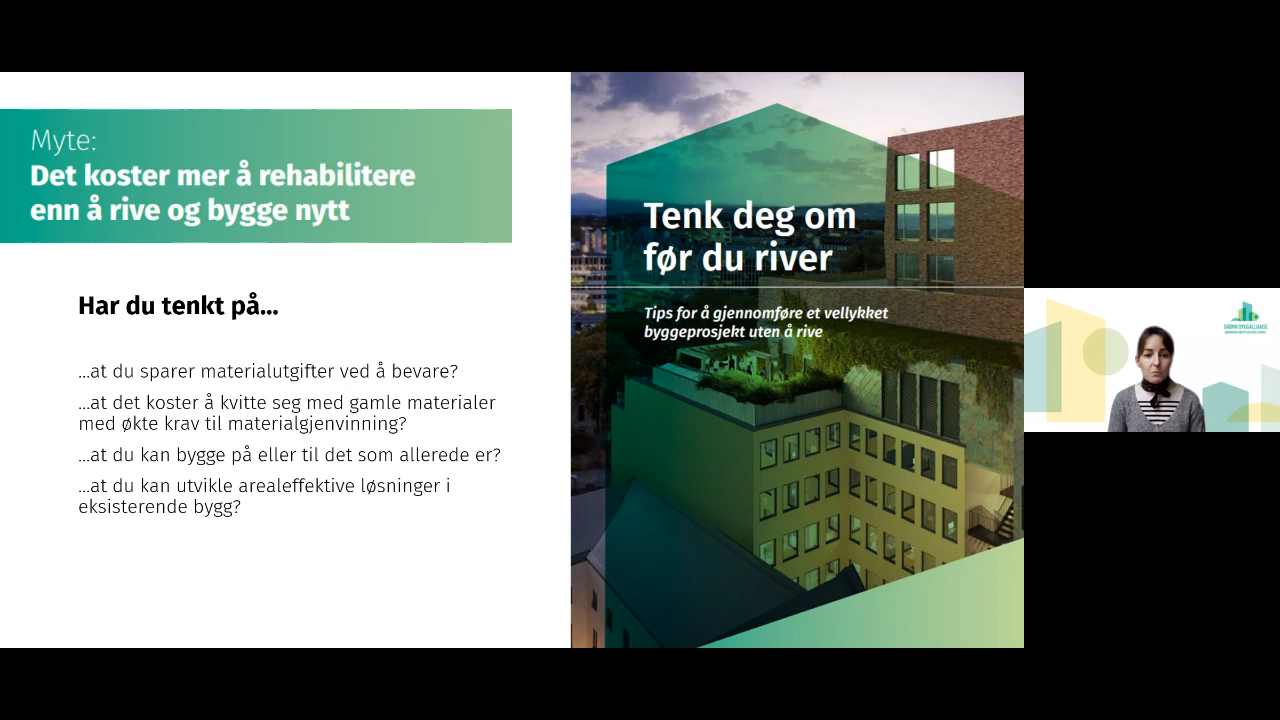 Myte:
Det koster mer å rehabilitere
enn å rive og bygge nytt
Har du tenkt på...
...at du sparer materialutgifter ved å bevare?
...at det koster å kvitte seg med gamle materialer
med økte krav til materialgjenvinning?
...at du kan bygge på eller til det som allerede er?
...at du kan utvikle arealeffektive løsninger i
eksisterende bygg?
Tenk deg om
før du river
Tips for å gjennomføre et vellykket
byggeprosjekt uten å rive
GRØNN BYGGALLIANSE